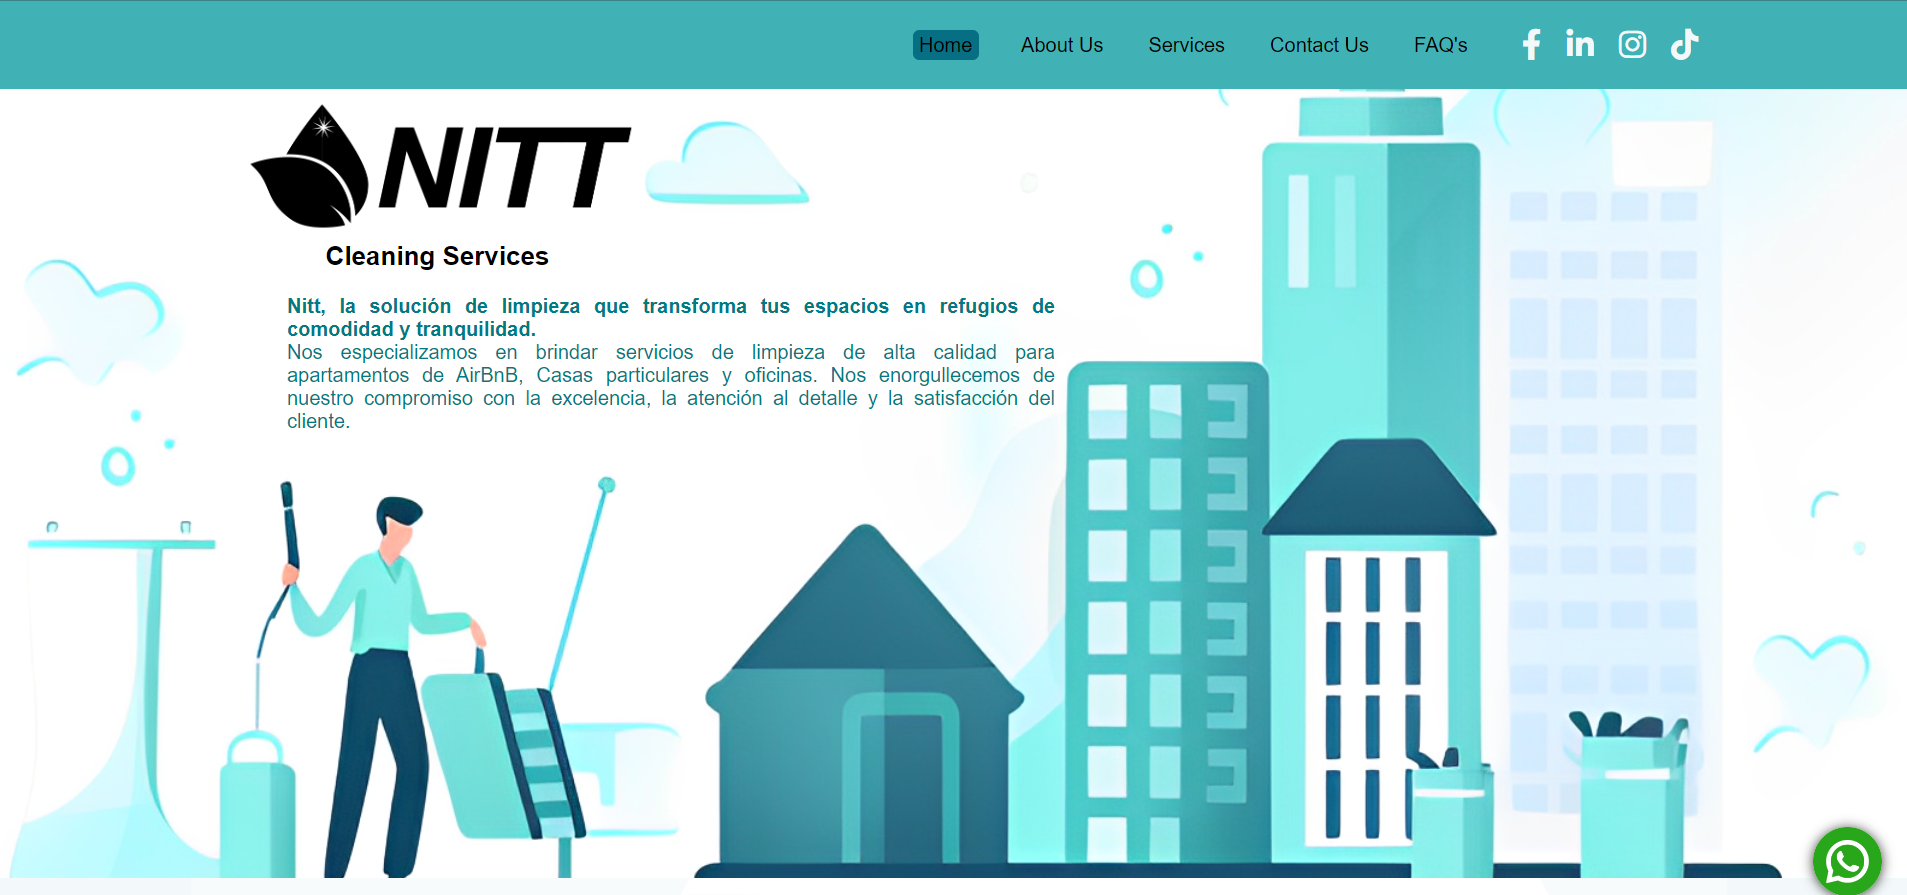 Home About Us Services Contact Us FAQ's
NITT
Cleaning Services
Nitt, la solución de limpieza que transforma tus espacios en refugios de
comodidad y tranquilidad.
Nos especializamos en brindar servicios de limpieza de alta calidad para
apartamentos de AirBnB, Casas particulares y oficinas. Nos enorgullecemos de
nuestro compromiso con la excelencia, la atención al detalle y la satisfacción del
cliente.